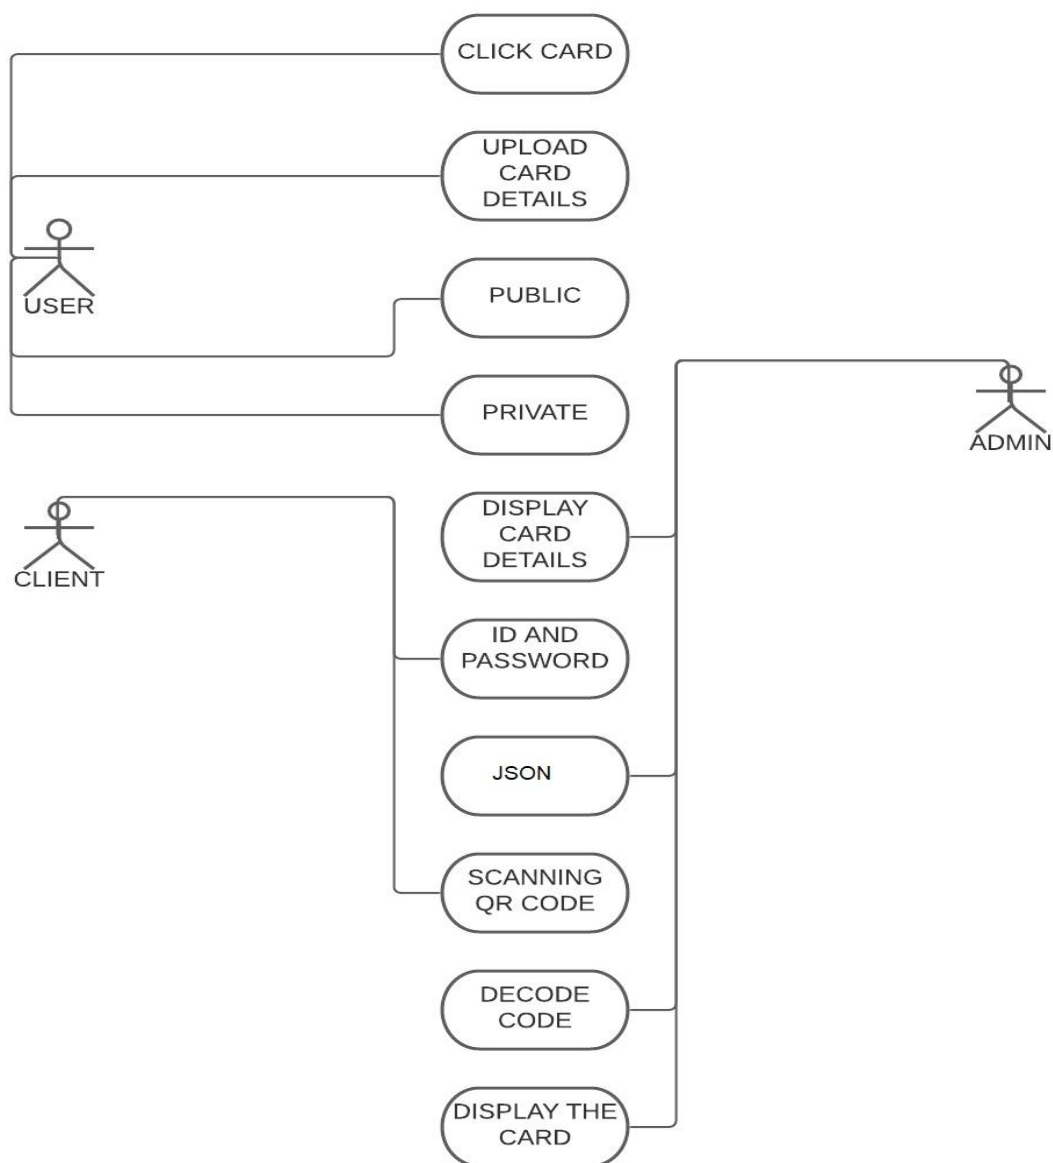 CLICK CARD
UPLOAD
CARD
DETAILS
USER
PUBLIC
PRIVATE
ADMIN
DISPLAY
CARD
DETAILS
CLIENT
ID AND
PASSWORD
JSON
SCANNING
QR CODE
DECODE
CODE
DISPLAY THE
CARD